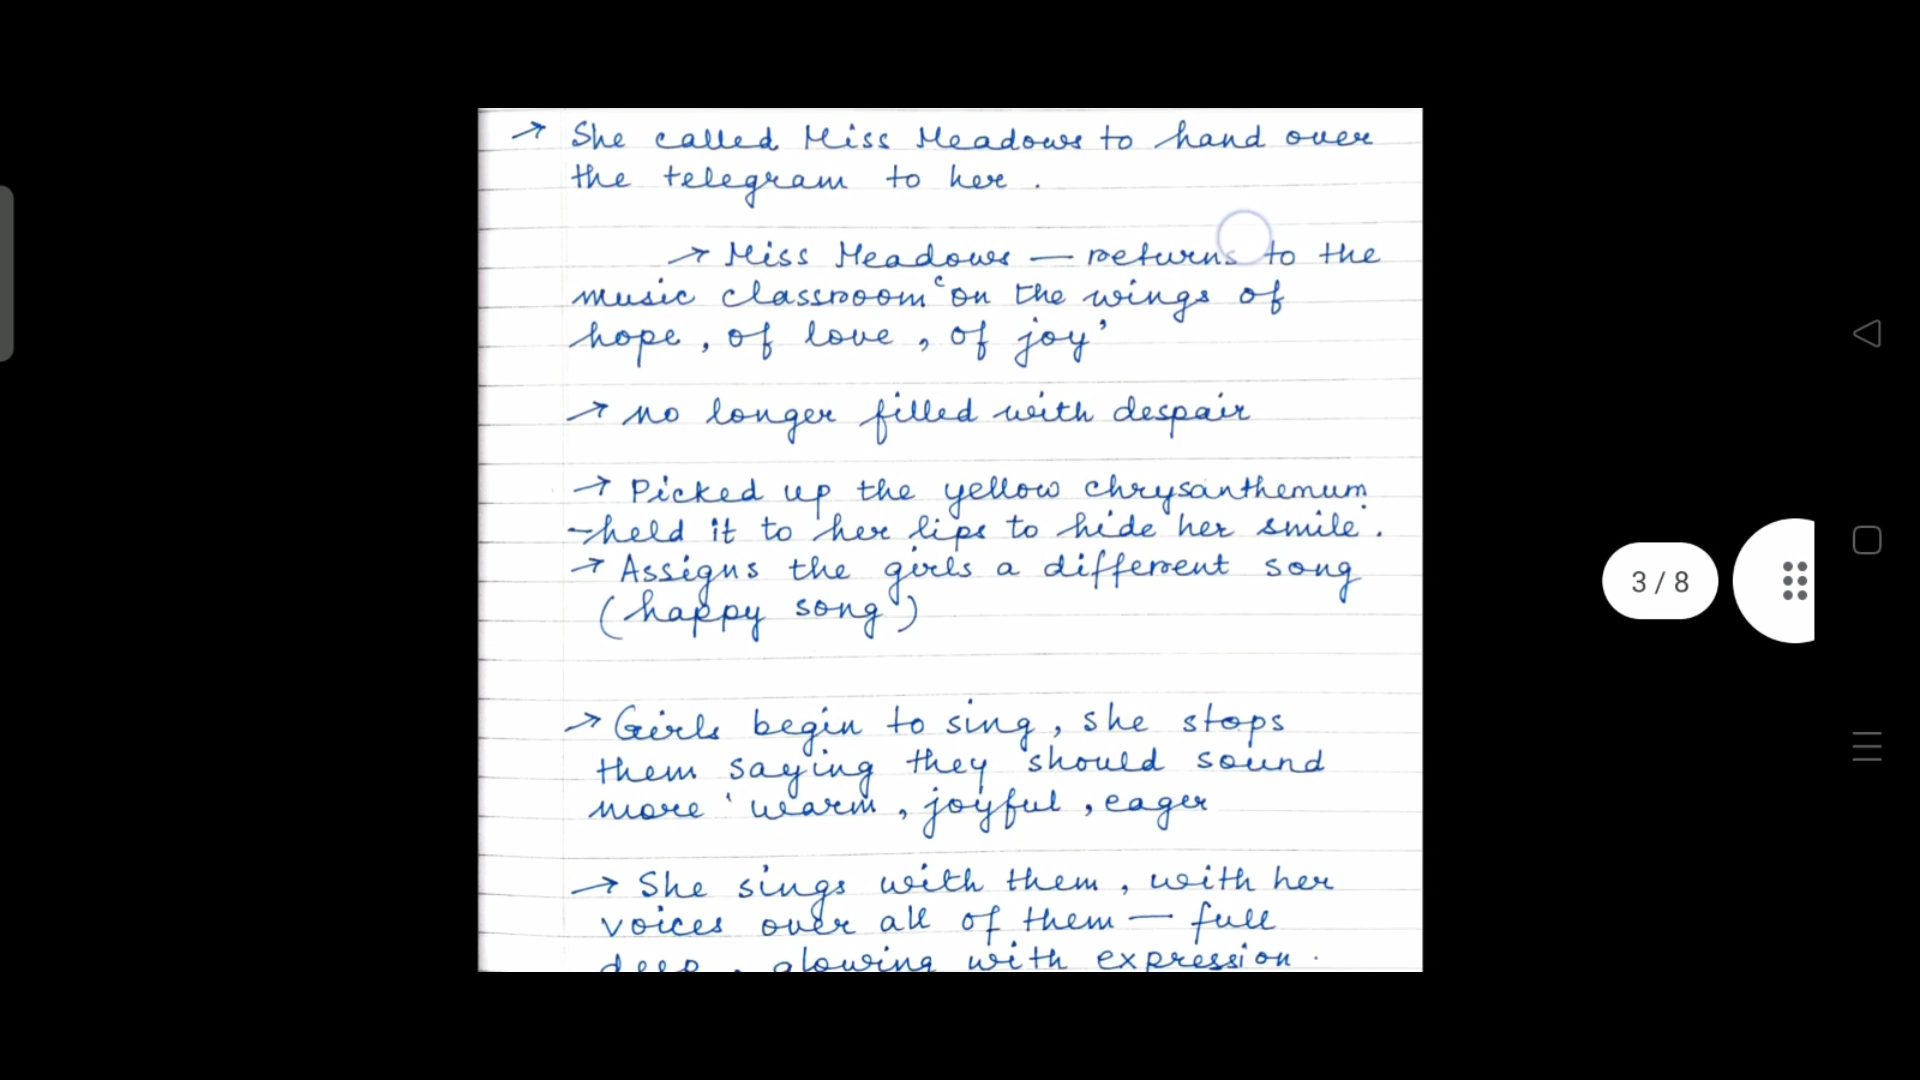 → She called Miss Meadows to hand over
the telegram to her .
→ Miss Meadows — returns to the
music classroom ‘on the wings of
hope , of love , of joy’
→ no longer filled with despair
→ Picked up the yellow chrysanthemum
→ held it to her lips to hide her smile .
→ Assigns the girls a different song
(happy song)
→ Girls begin to sing, she stops
them saying they should sound
more ‘ warm , joyful , eager
→ She sings with them , with her
voices over all of them — full
deep , glowing with expression .
3 / 8